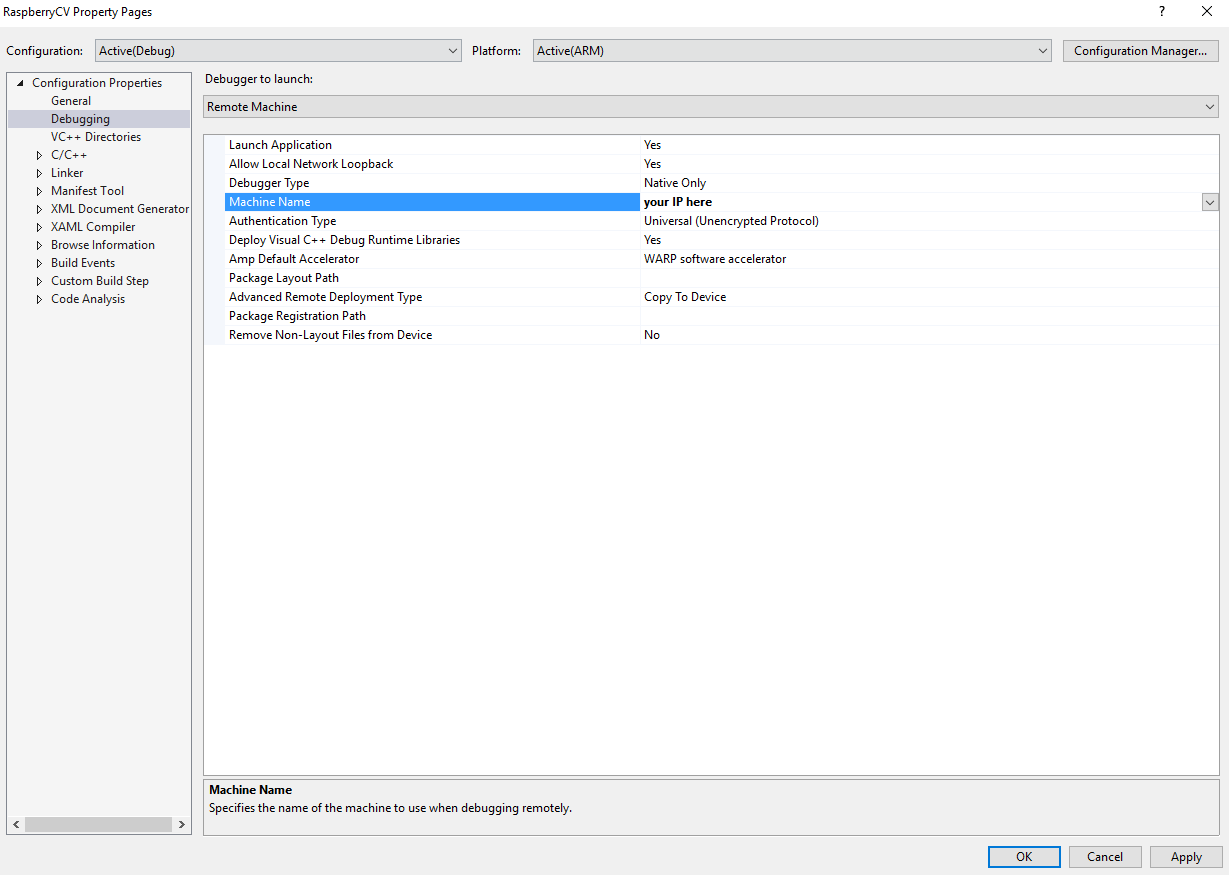 RaspberryCV Property Pages ?
Configuration: Active(Debug) Platform: Active(ARM) Configuration Manager...
Configuration Properties
General
Debugging
VC++ Directories
C/C++
Linker
Manifest Tool
XML Document Generator
XAML Compiler
Browse Information
Build Events
Custom Build Step
Code Analysis
Debugger to launch:
Remote Machine
Launch Application Yes
Allow Local Network Loopback Yes
Debugger Type Native Only
Machine Name your IP here
Authentication Type Universal (Unencrypted Protocol)
Deploy Visual C++ Debug Runtime Libraries Yes
Amp Default Accelerator WARP software accelerator
Package Layout Path
Advanced Remote Deployment Type Copy To Device
Package Registration Path
Remove Non-Layout Files from Device No
Machine Name
Specifies the name of the machine to use when debugging remotely.
OK Cancel Apply